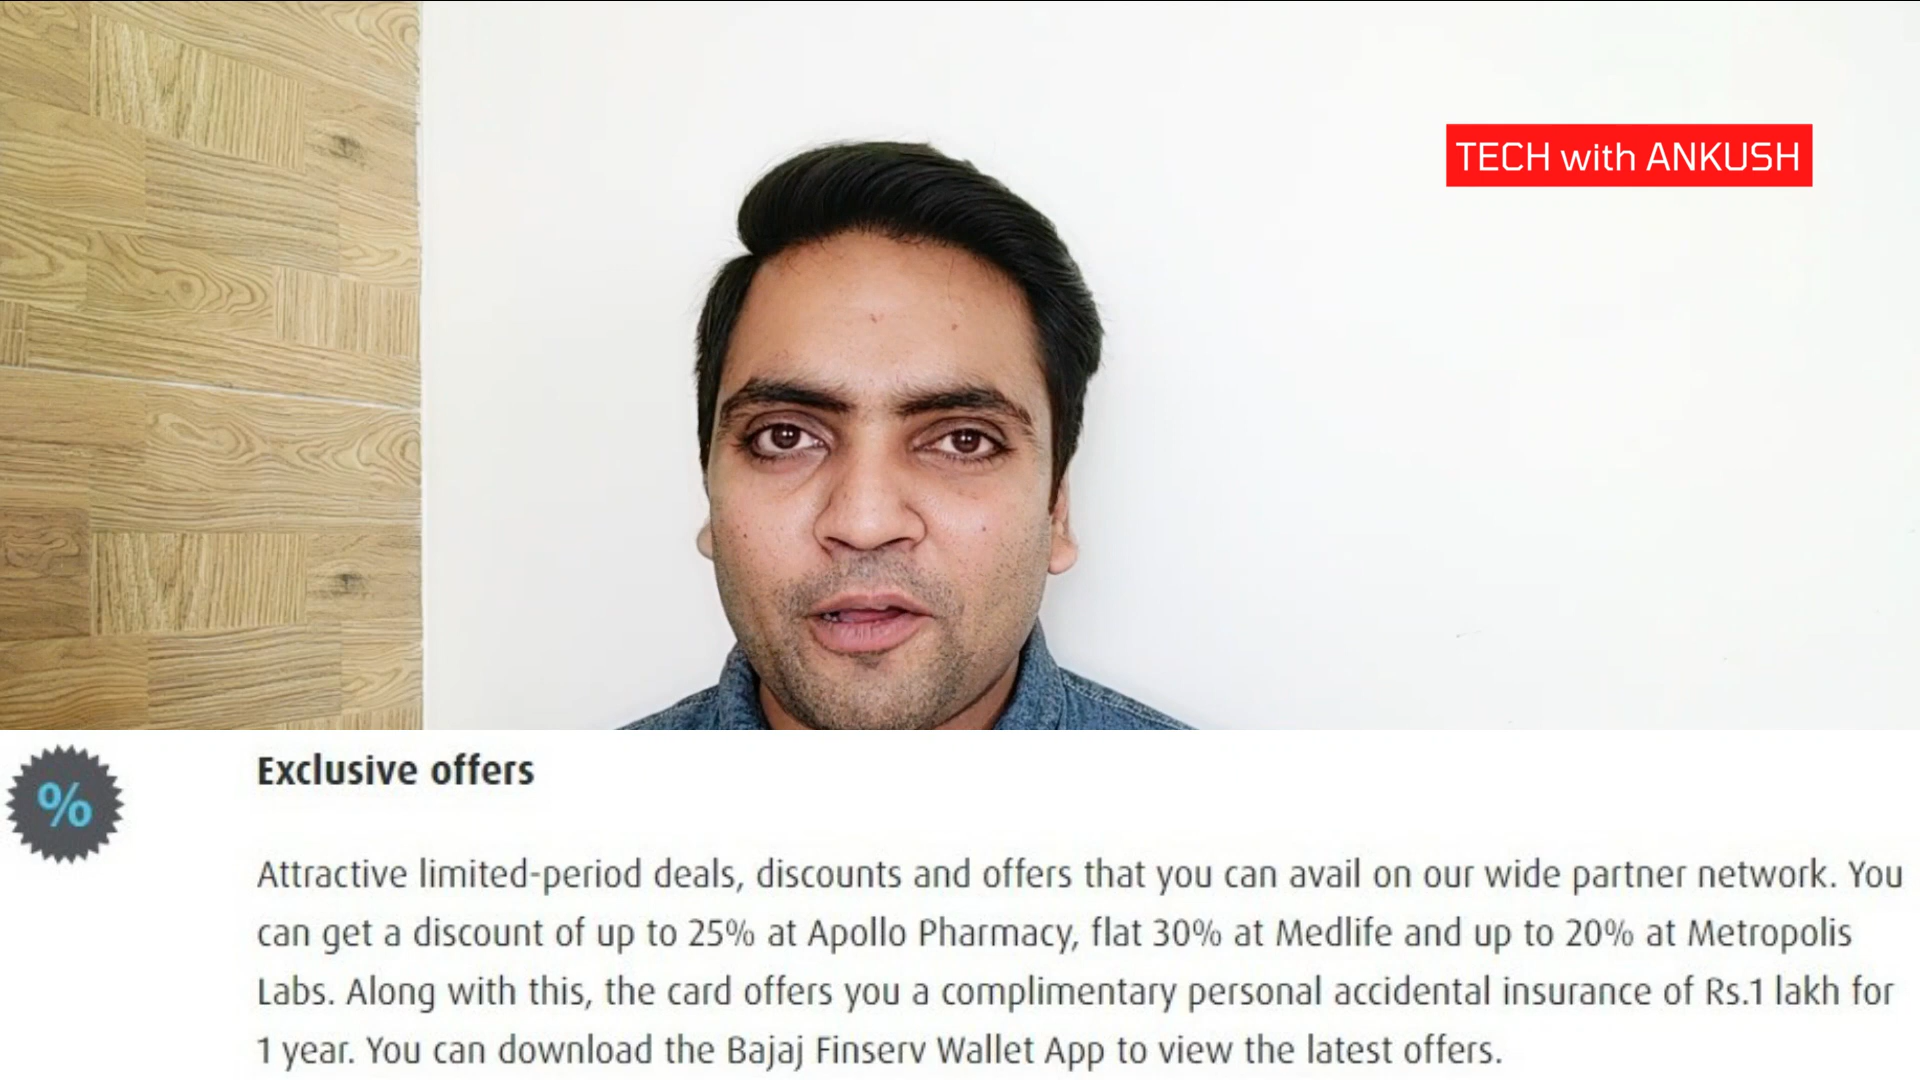 TECH with ANKUSH
%
Exclusive offers
Attractive limited-period deals, discounts and offers that you can avail on our wide partner network. You
can get a discount of up to 25% at Apollo Pharmacy, flat 30% at Medlife and up to 20% at Metropolis
Labs. Along with this, the card offers you a complimentary personal accidental insurance of Rs.1 lakh for
1 year. You can download the Bajaj Finserv Wallet App to view the latest offers.